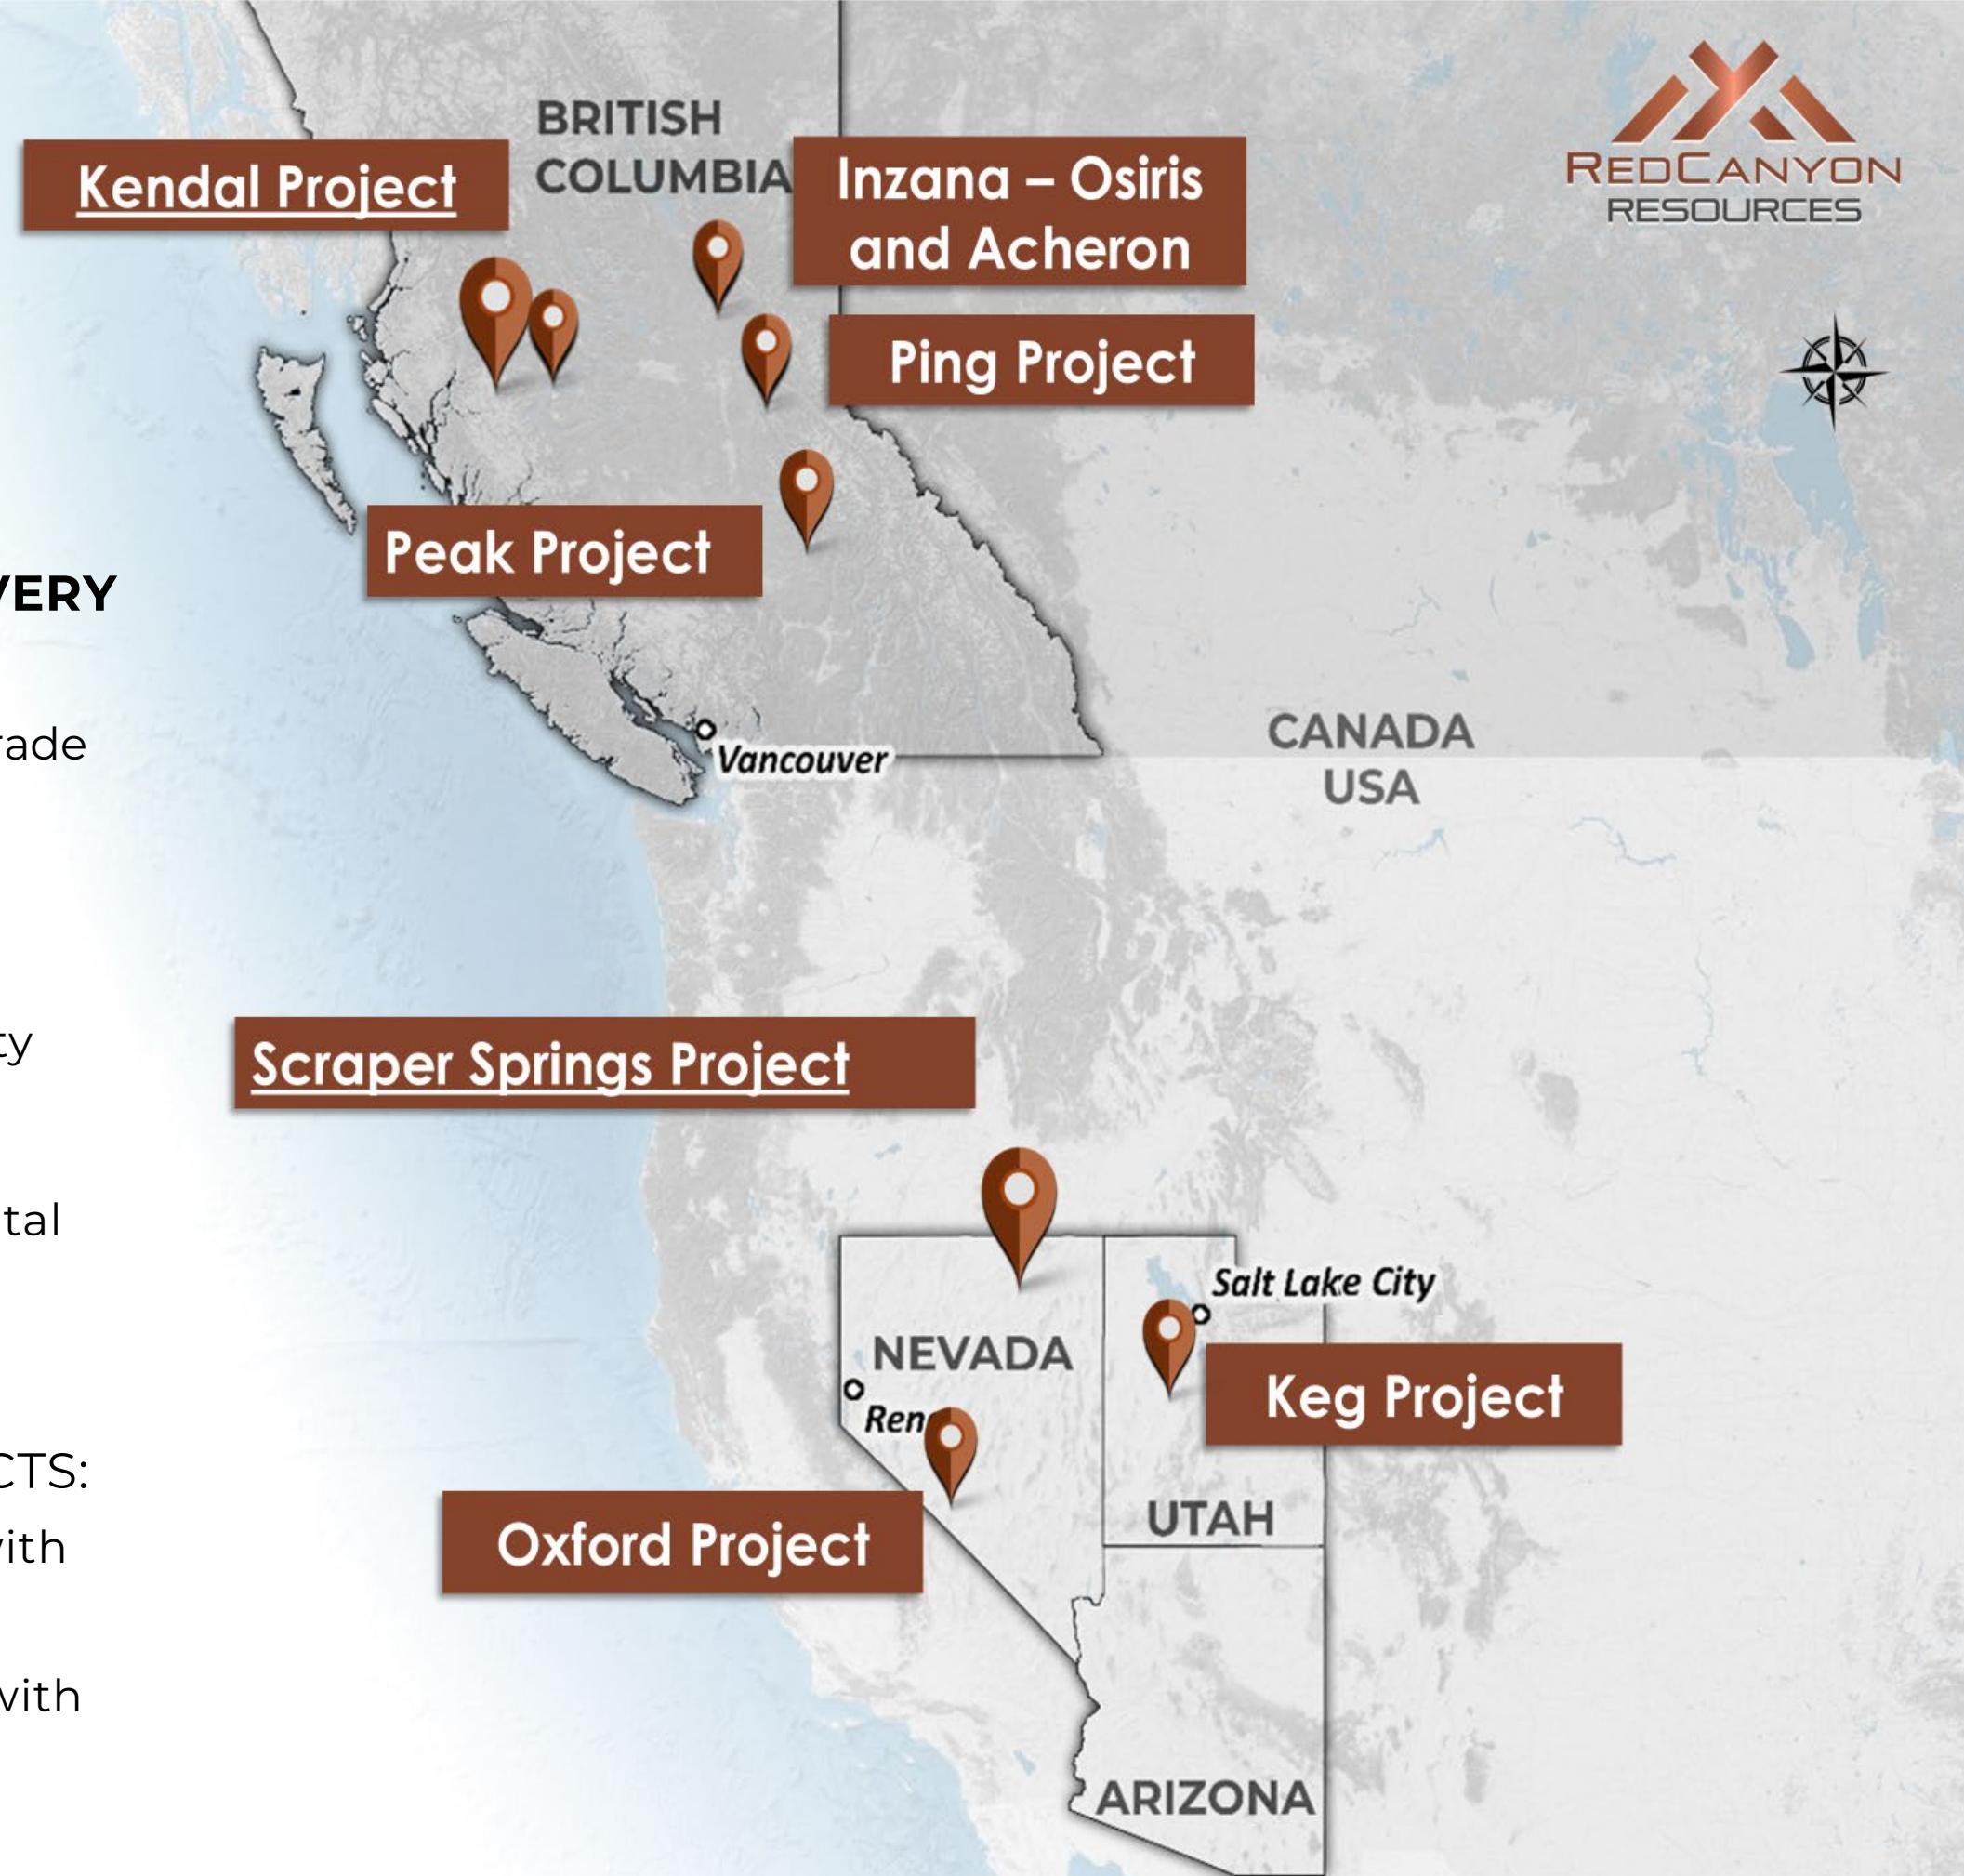 BRITISH
COLUMBIA
REDCANYON
RESOURCES
Kendal Project
Inzana – Osiris
and Acheron
Ping Project
Peak Project
VERY
rade
Vancouver
CANADA
USA
ty
Scraper Springs Project
tal
Salt Lake City
NEVADA
Ren
Keg Project
CTS:
UTAH
Oxford Project
with
with
ARIZONA